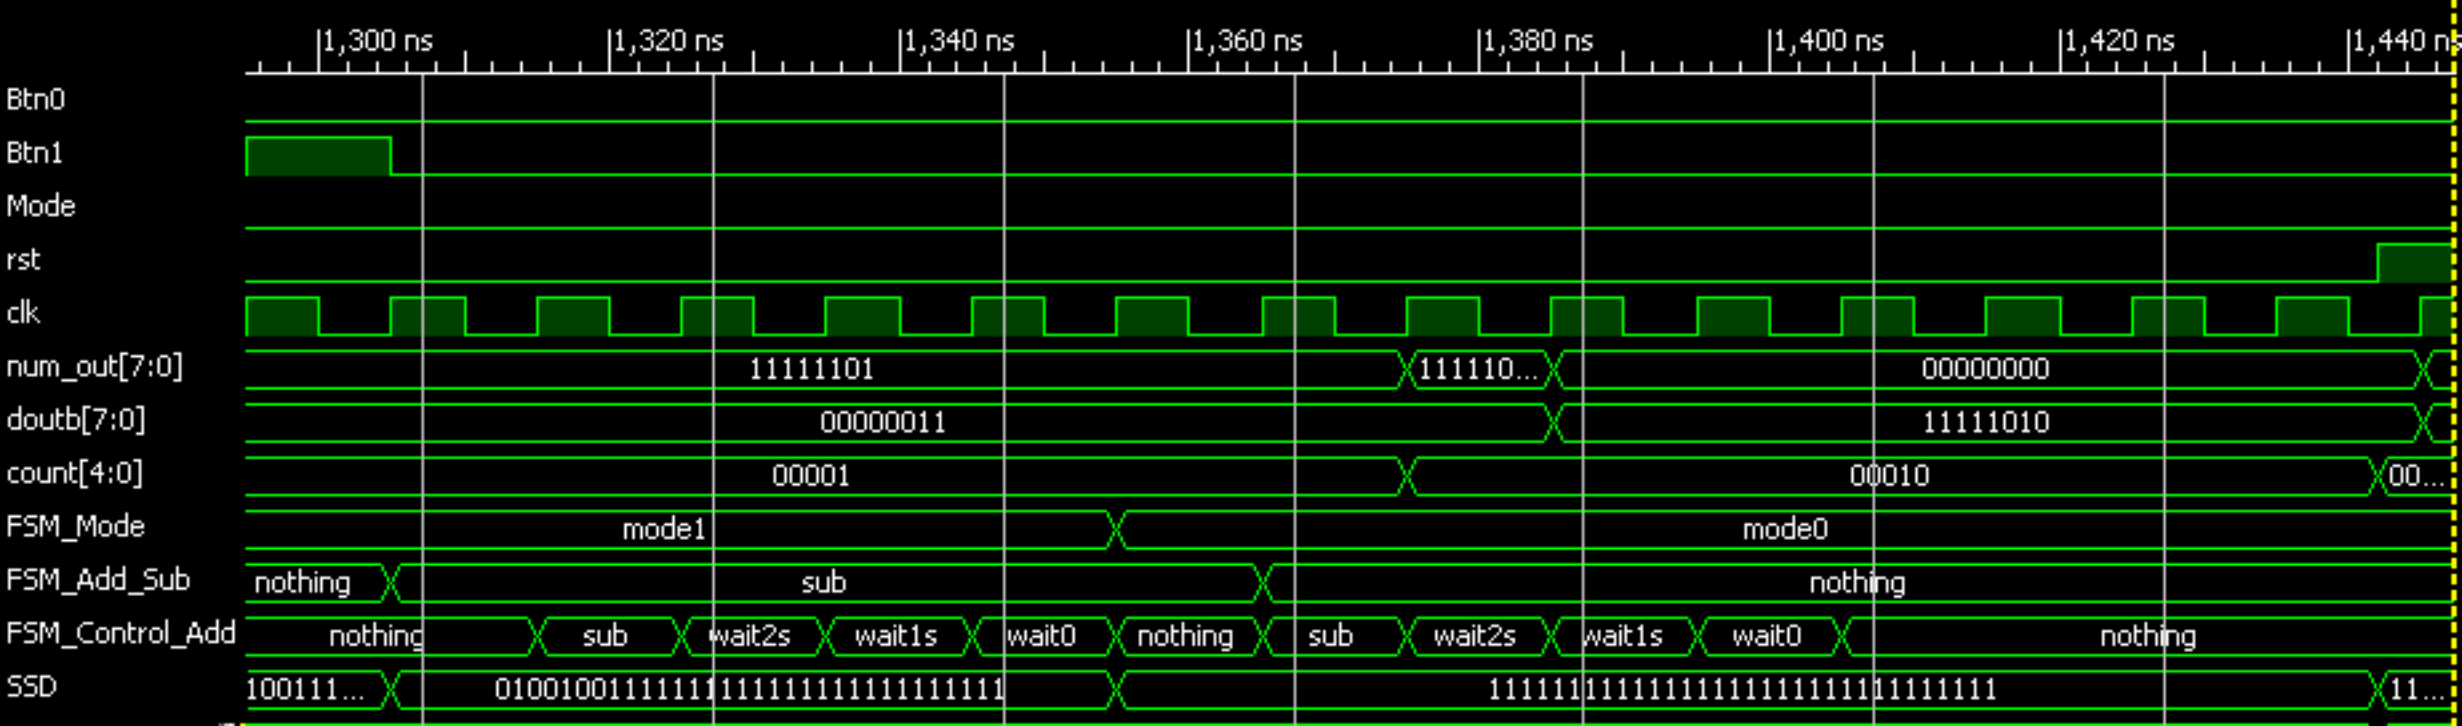 1,300 ns 1,320 ns 1,340 ns 1,360 ns 1,380 ns 1,400 ns 1,420 ns 1,440 ns
Btn0
Btn1
Mode
rst
clk
num_out[7:0] 11111101 111110... 00000000
doutb[7:0] 00000011 11111010
count[4:0] 00001 00010 00...
FSM_Mode mode1 mode0
FSM_Add_Sub nothing sub nothing
FSM_Control_Add nothing sub wait2s wait1s wait0 nothing sub wait2s wait1s wait0 nothing
SSD 100111... 01001001111111111111111111111111 11111111111111111111111111111111 11...